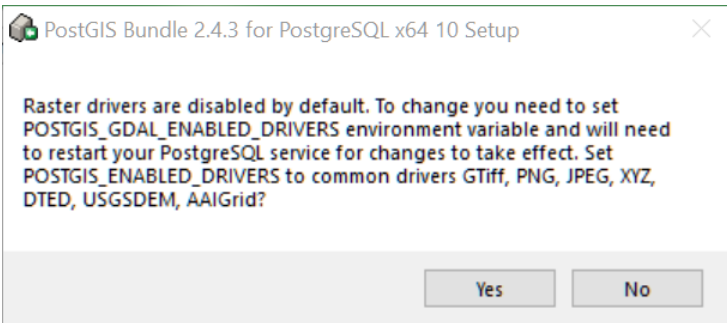 PostGIS Bundle 2.4.3 for PostgreSQL x64 10 Setup
Raster drivers are disabled by default. To change you need to set
POSTGIS_GDAL_ENABLED_DRIVERS environment variable and will need
to restart your PostgreSQL service for changes to take effect. Set
POSTGIS_ENABLED_DRIVERS to common drivers GTiff, PNG, JPEG, XYZ,
DTED, USGSDEM, AAIGrid?
Yes No